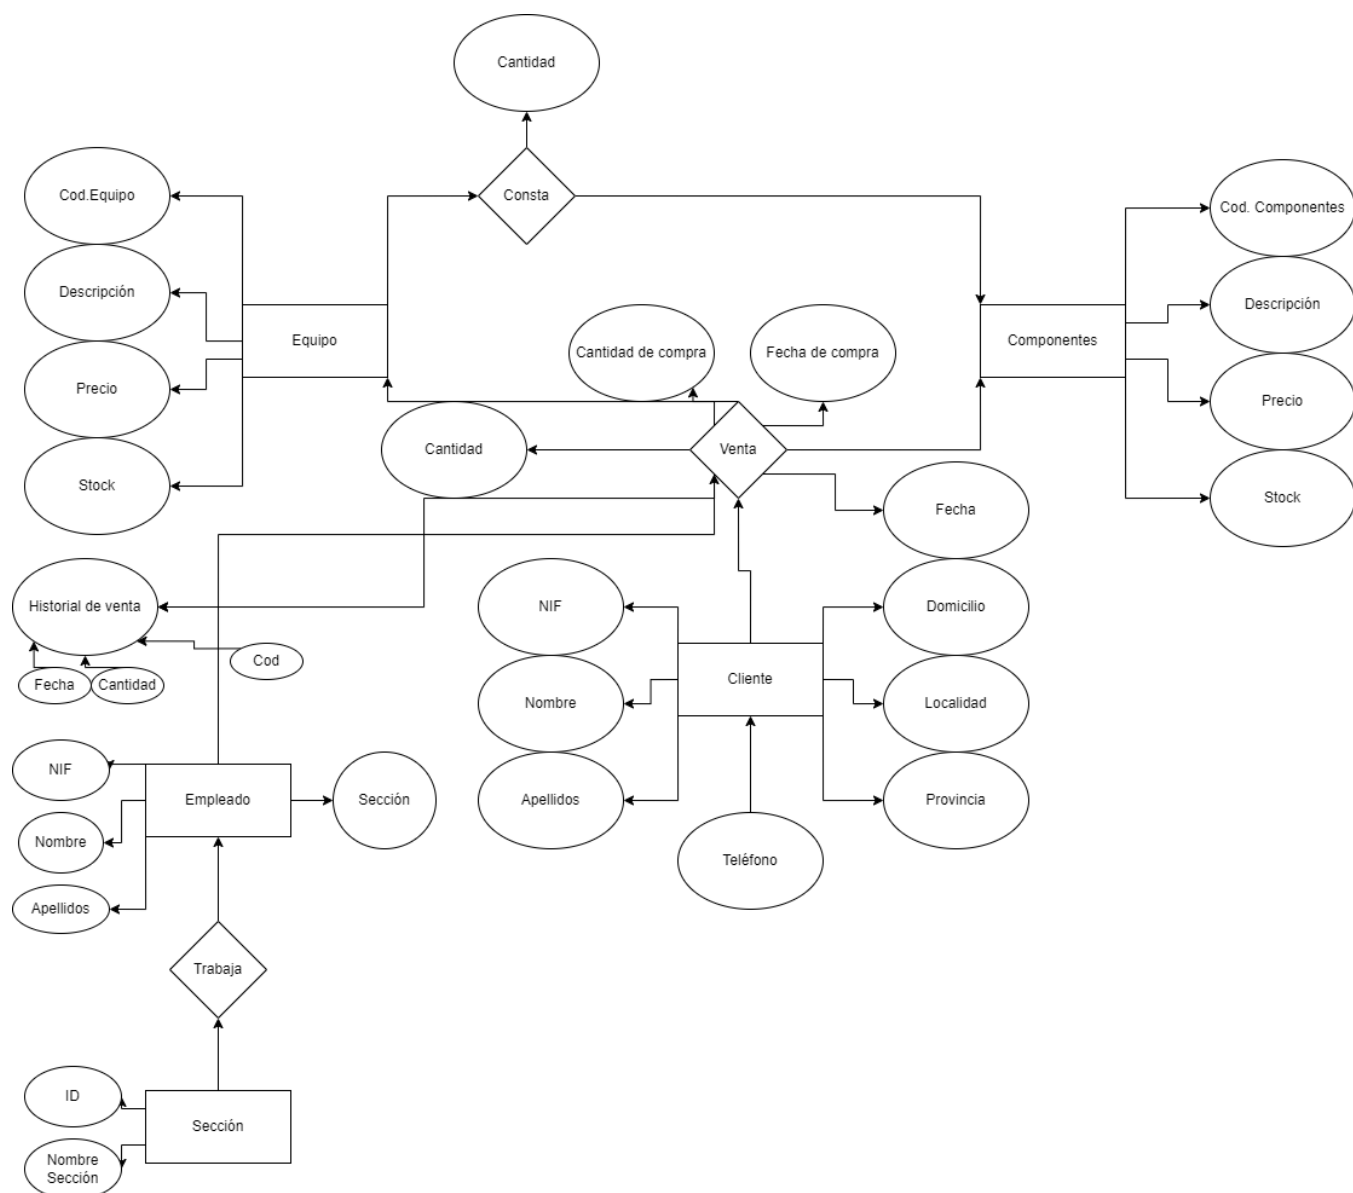 Cantidad
Cod.Equipo
Consta
Cod. Componentes
Descripción
Descripción
Equipo
Componentes
Cantidad de compra
Fecha de compra
Precio
Precio
Cantidad
Venta
Stock
Stock
Fecha
Historial de venta
NIF
Domicilio
Cod
Fecha
Cantidad
Cliente
Nombre
Localidad
NIF
Empleado
Sección
Apellidos
Provincia
Nombre
Teléfono
Apellidos
Trabaja
ID
Sección
Nombre
Sección